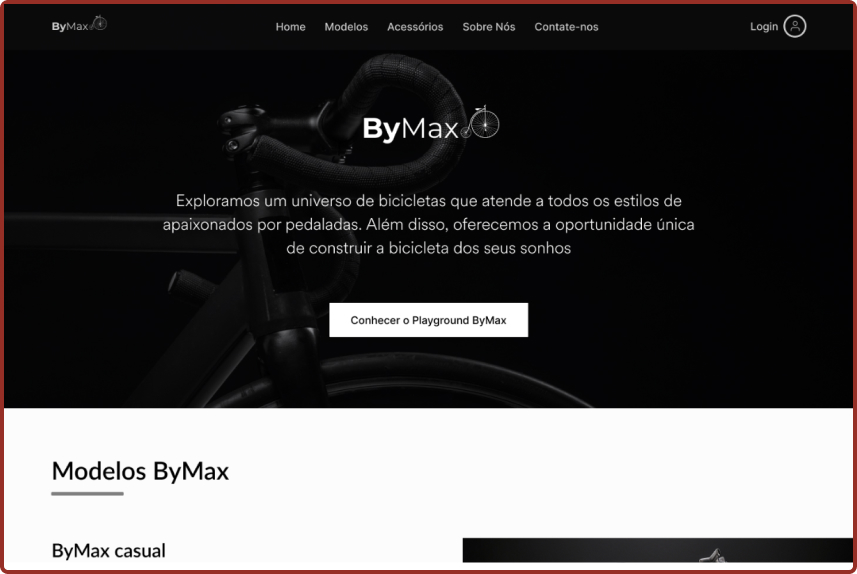 ByMax
Home Modelos Acessórios Sobre Nós Contate-nos
Login
ByMax
Exploramos um universo de bicicletas que atende a todos os estilos de
apaixonados por pedaladas. Além disso, oferecemos a oportunidade única
de construir a bicicleta dos seus sonhos
Conhecer o Playground ByMax
Modelos ByMax
ByMax casual